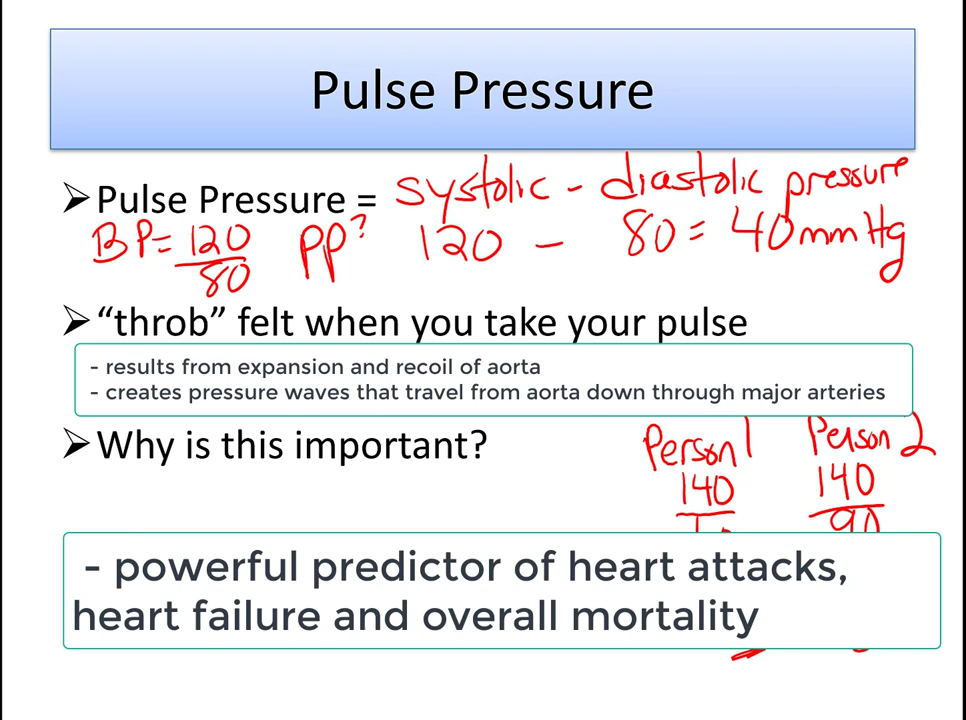 Pulse Pressure
➢Pulse Pressure = systolic - diastolic pressure
BP = 120/80 PP? 120 - 80 = 40 mm Hg
➢“throb” felt when you take your pulse
- results from expansion and recoil of aorta
- creates pressure waves that travel from aorta down through major arteries
➢Why is this important?
Person 1 Person 2
140 140
90
- powerful predictor of heart attacks,
heart failure and overall mortality